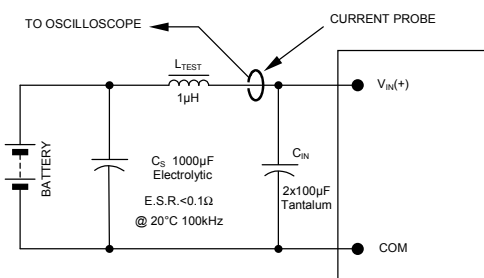 TO OSCILLOSCOPE
CURRENT PROBE
LTEST
1µH
VIN(+)
BATTERY
CS 1000µF
Electrolytic
E.S.R.<0.1Ω
@ 20°C 100kHz
CIN
2x100µF
Tantalum
COM